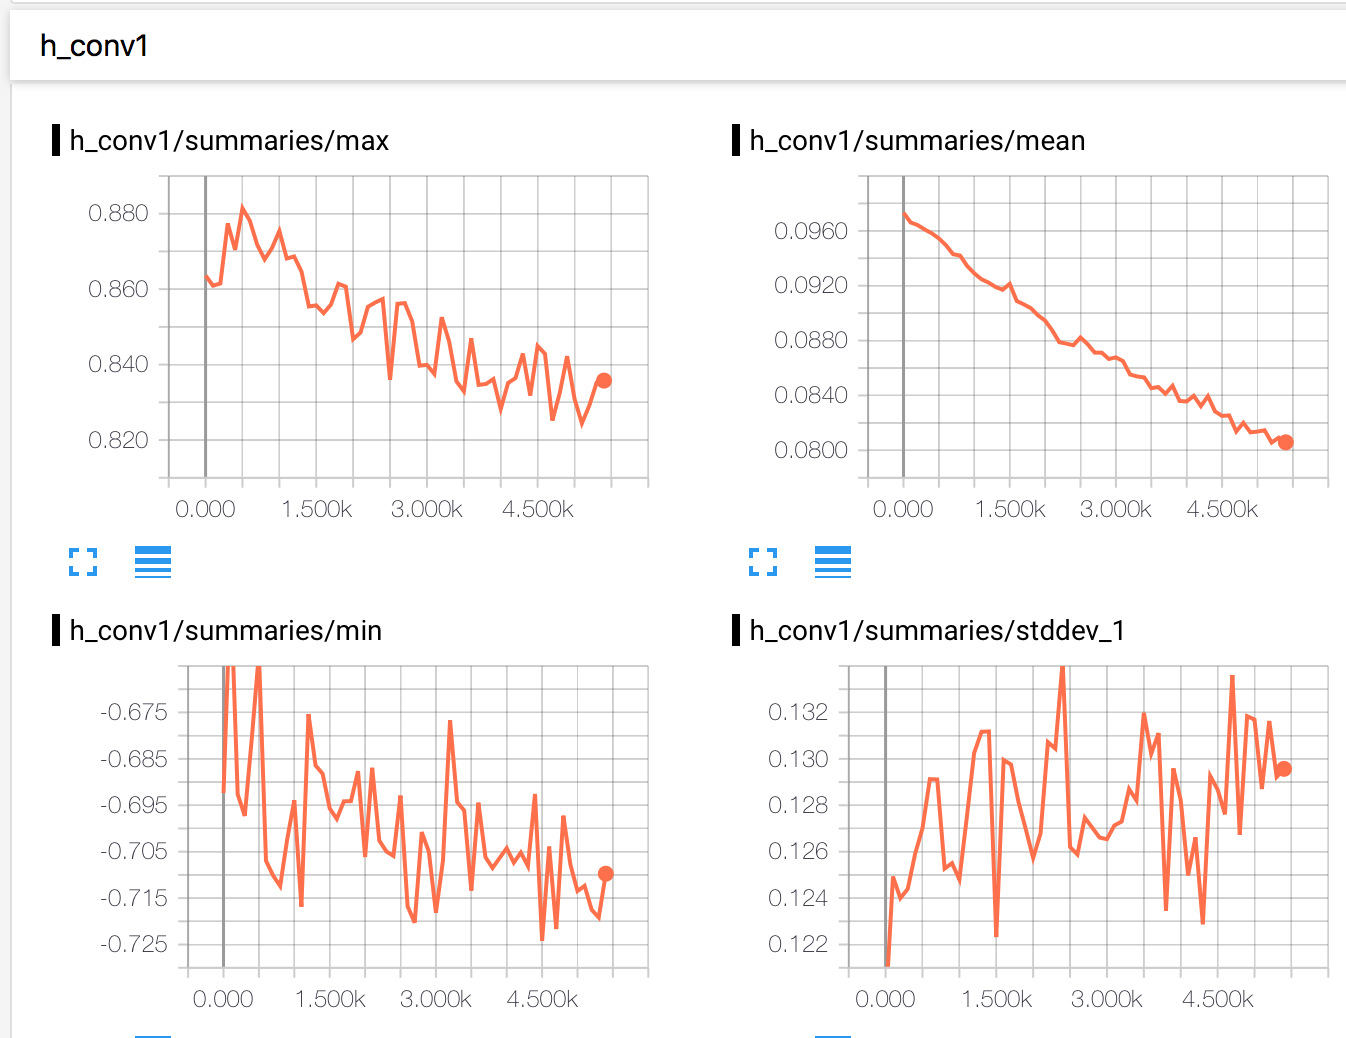 h_conv1
h_conv1/summaries/max
0.880
0.860
0.840
0.820
0.000 1.500k 3.000k 4.500k
h_conv1/summaries/mean
0.0960
0.0920
0.0880
0.0840
0.0800
0.000 1.500k 3.000k 4.500k
h_conv1/summaries/min
-0.675
-0.685
-0.695
-0.705
-0.715
-0.725
0.000 1.500k 3.000k 4.500k
h_conv1/summaries/stddev_1
0.132
0.130
0.128
0.126
0.124
0.122
0.000 1.500k 3.000k 4.500k